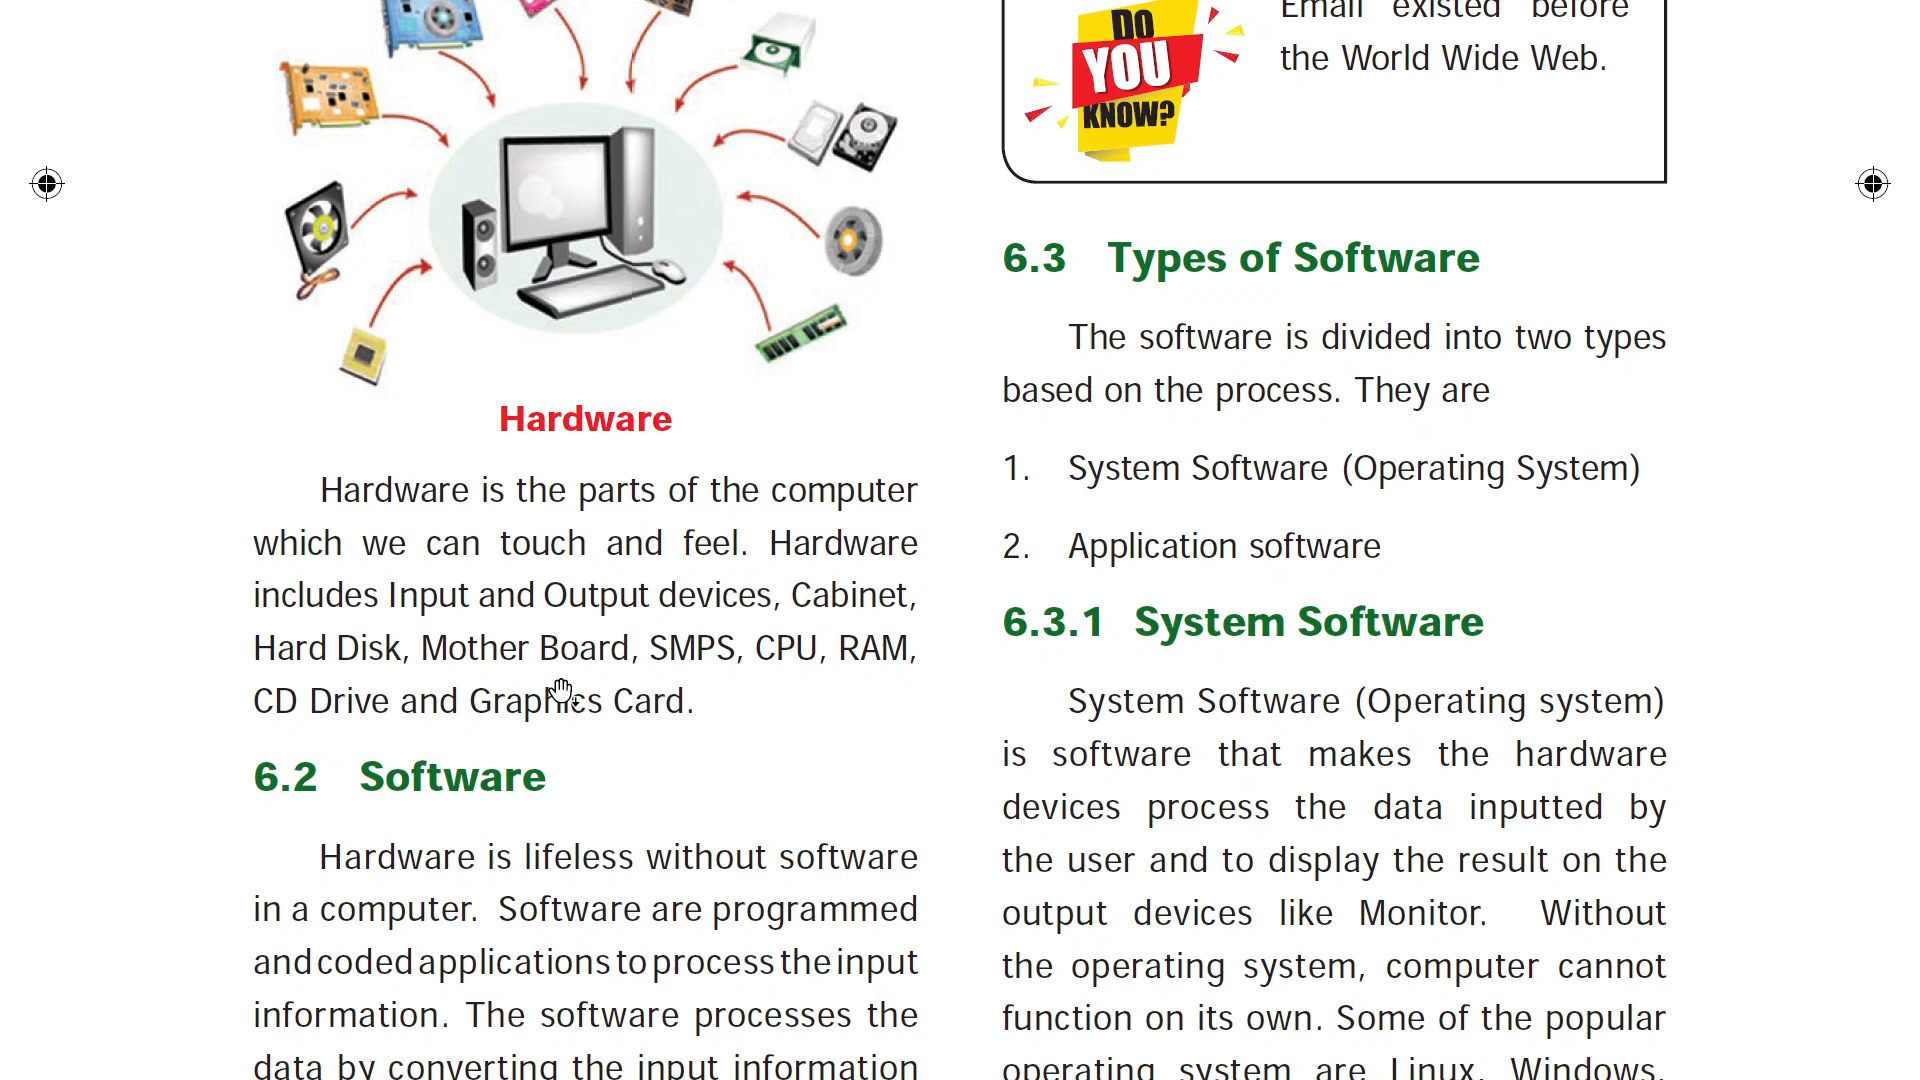 Hardware
Hardware is the parts of the computer
which we can touch and feel. Hardware
includes Input and Output devices, Cabinet,
Hard Disk, Mother Board, SMPS, CPU, RAM,
CD Drive and Graphics Card.
6.2 Software
Hardware is lifeless without software
in a computer. Software are programmed
and coded applications to process the input
information. The software processes the
data by converting the input information
DO
YOU
KNOW?
Email existed before
the World Wide Web.
6.3 Types of Software
The software is divided into two types
based on the process. They are
1. System Software (Operating System)
2. Application software
6.3.1 System Software
System Software (Operating system)
is software that makes the hardware
devices process the data inputted by
the user and to display the result on the
output devices like Monitor. Without
the operating system, computer cannot
function on its own. Some of the popular
operating system are Linux, Windows,